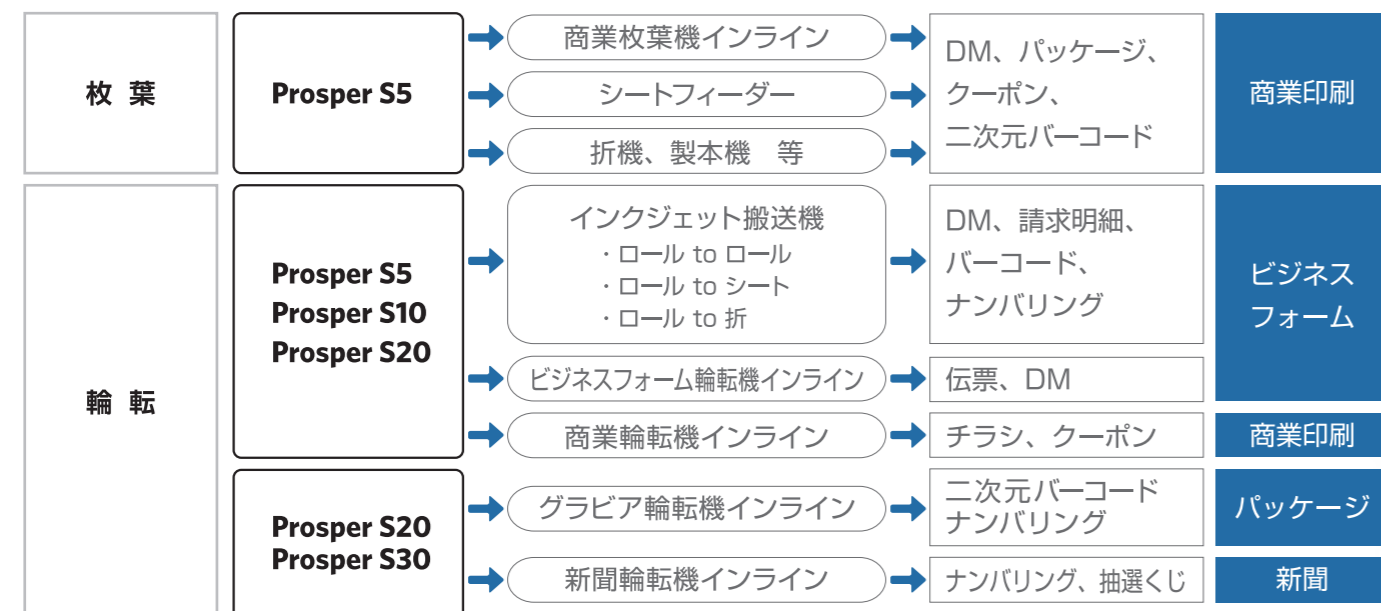 枚 葉
Prosper S5
商業枚葉機インライン
シートフィーダー
折機、製本機　等
DM、パッケージ、
クーポン、
二次元バーコード
商業印刷
輪 転
Prosper S5
Prosper S10
Prosper S20
インクジェット搬送機
・ロール to ロール
・ロール to シート
・ロール to 折
DM、請求明細、
バーコード、
ナンバリング
ビジネス
フォーム
ビジネスフォーム輪転機インライン
伝票、DM
商業輪転機インライン
チラシ、クーポン
商業印刷
Prosper S20
Prosper S30
グラビア輪転機インライン
二次元バーコード
ナンバリング
パッケージ
新聞輪転機インライン
ナンバリング、抽選くじ
新聞